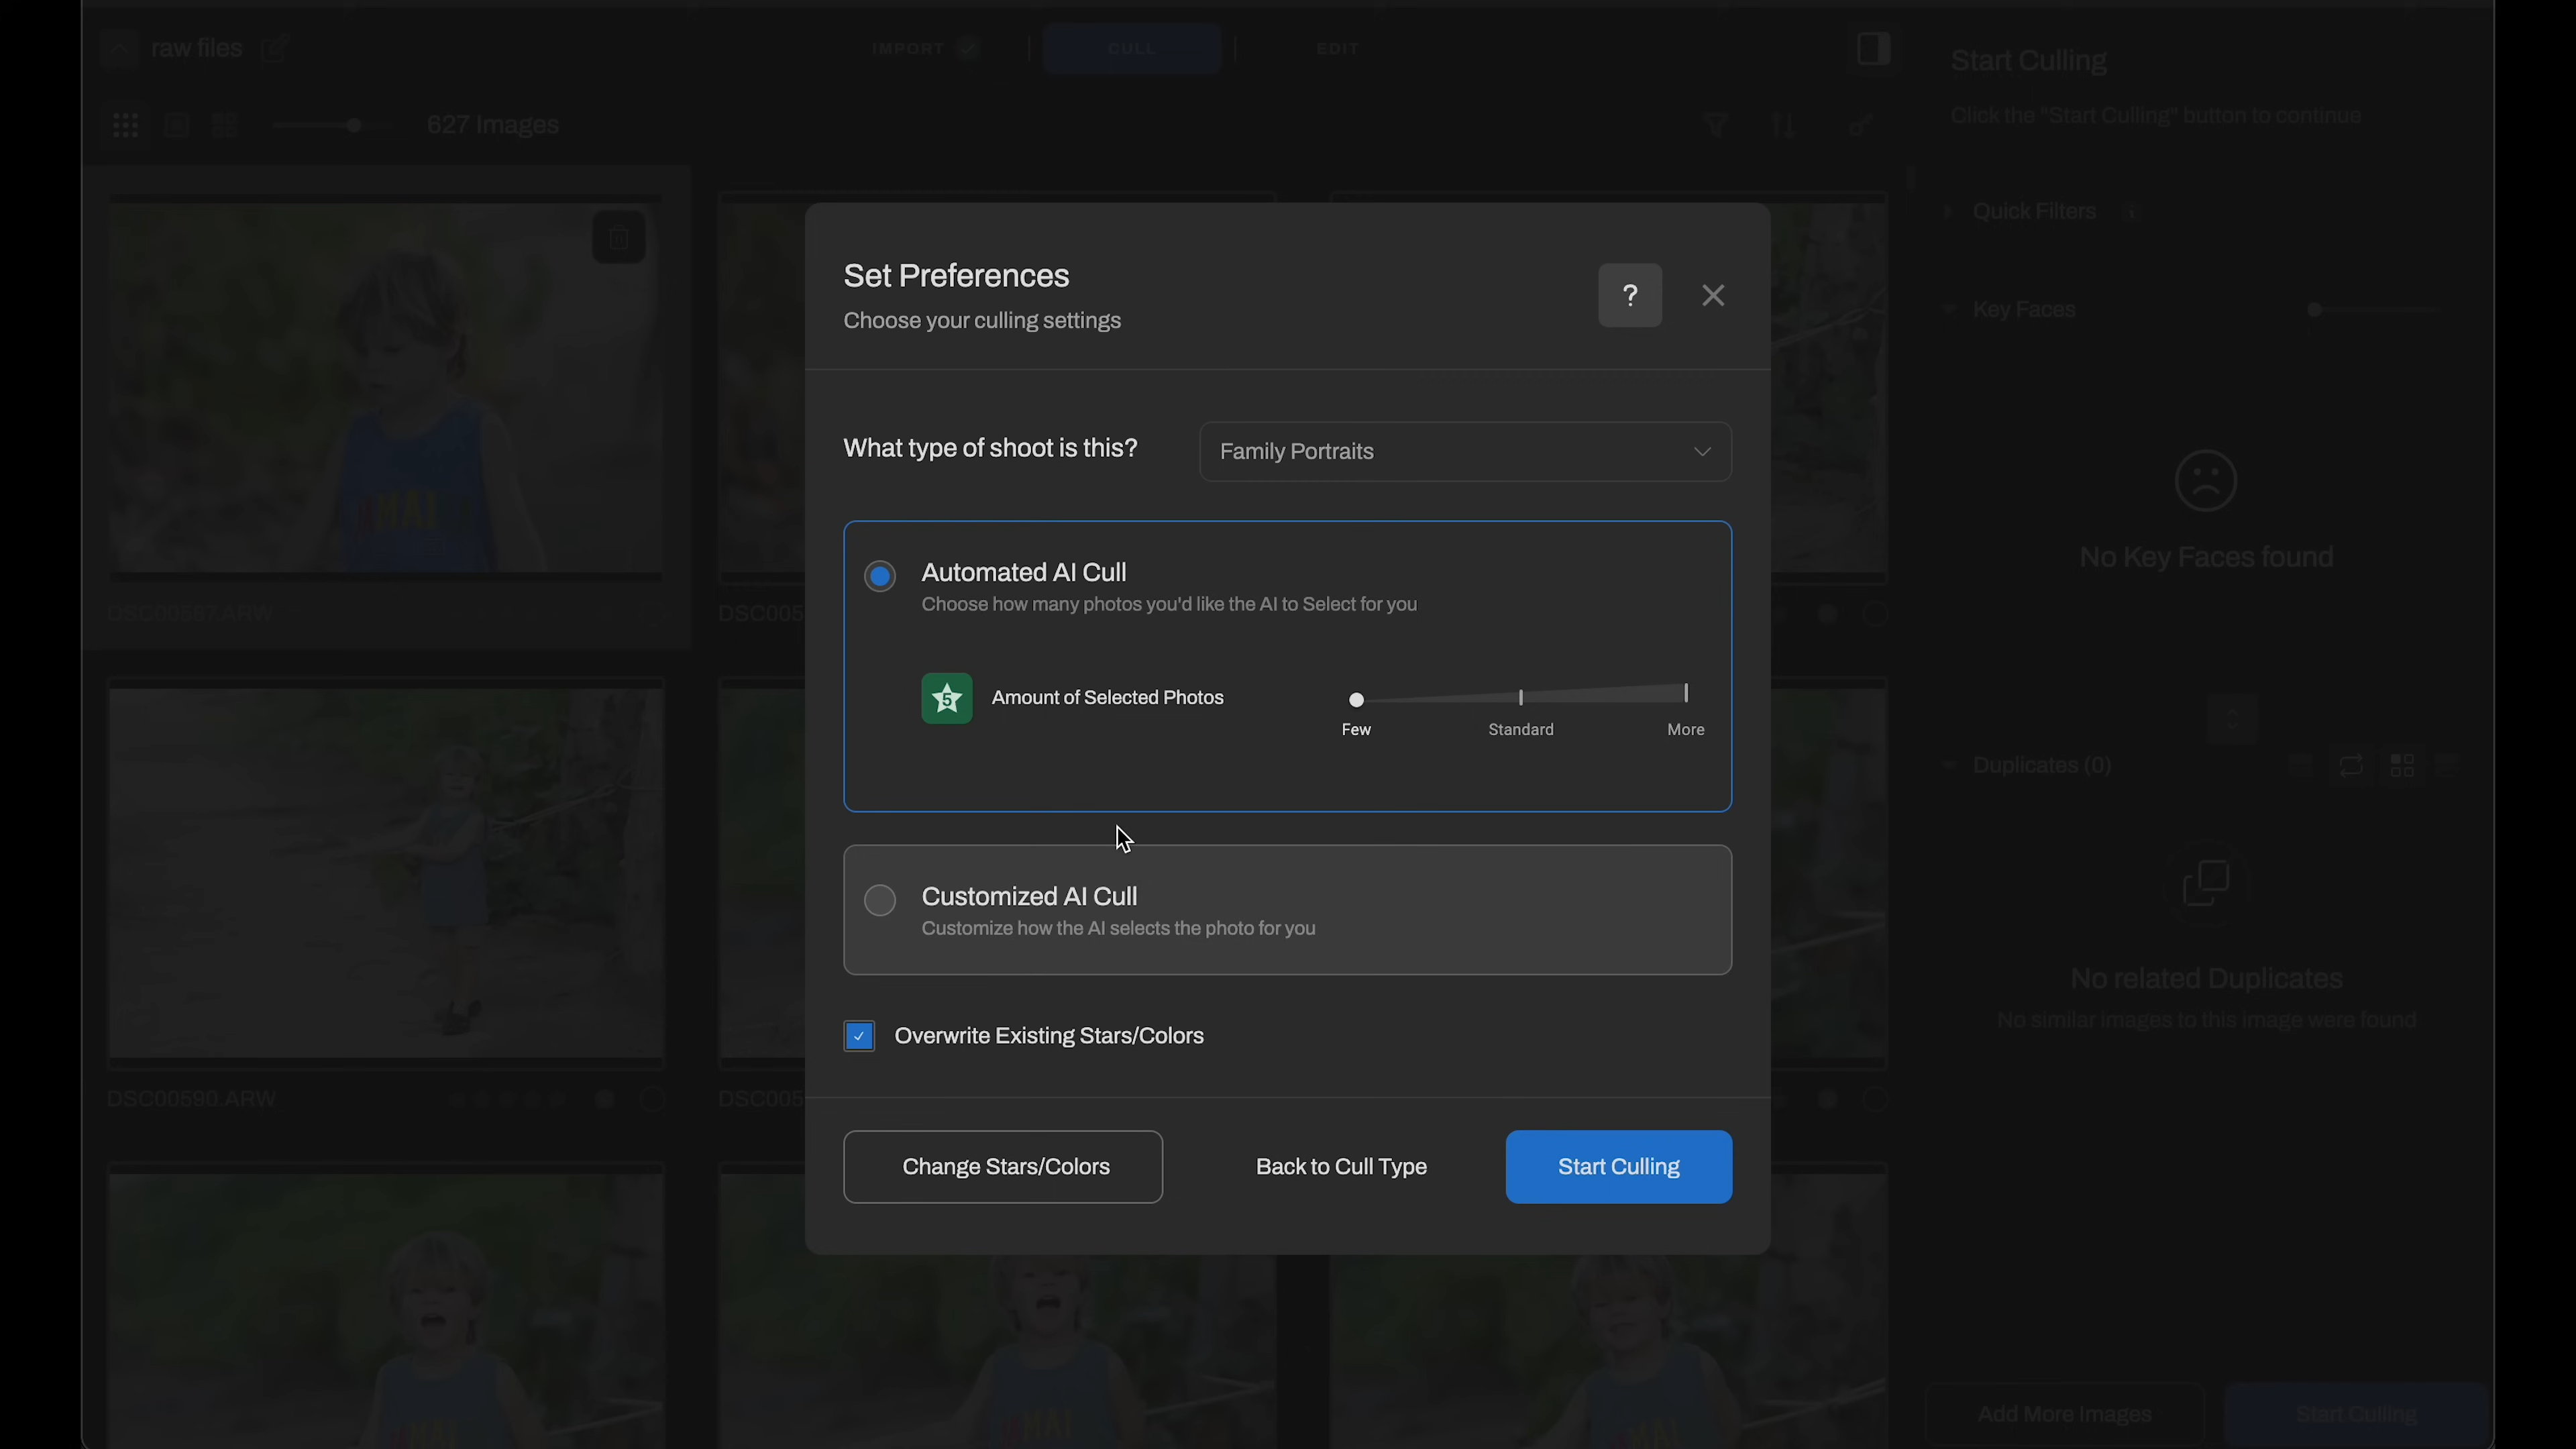 raw files
IMPORT
CULL
EDIT
Start Culling
627 Images
Click the "Start Culling" button to continue
Quick Filters
Key Faces
No Key Faces found
Duplicates (0)
No related Duplicates
No similar images to this image were found
Add More Images
Start Culling
DSC00597.ARW
DSC005
DSC00590.ARW
DSC005
Set Preferences
?
Choose your culling settings
What type of shoot is this?
Family Portraits
Automated AI Cull
Choose how many photos you'd like the AI to Select for you
5
Amount of Selected Photos
Few
Standard
More
Customized AI Cull
Customize how the AI selects the photo for you
Overwrite Existing Stars/Colors
Change Stars/Colors
Back to Cull Type
Start Culling